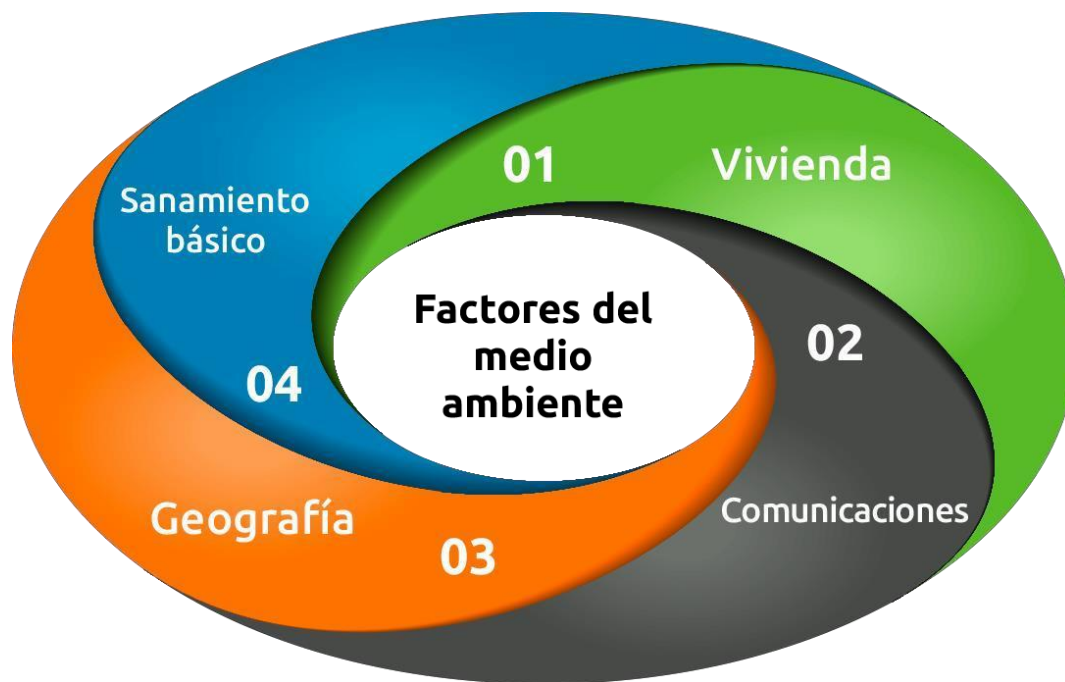 01
Vivienda
02
Comunicaciones
03
Geografía
04
Sanamiento
básico
Factores del
medio
ambiente